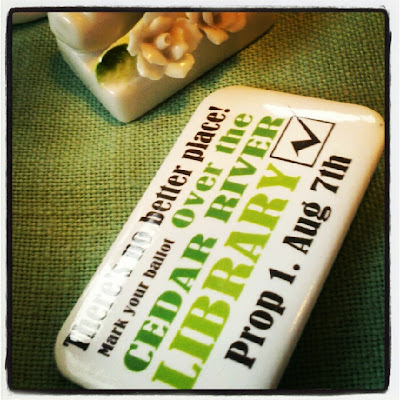 There's no better place!
Mark your ballot over the
CEDAR RIVER
LIBRARY
Prop 1. Aug 7th